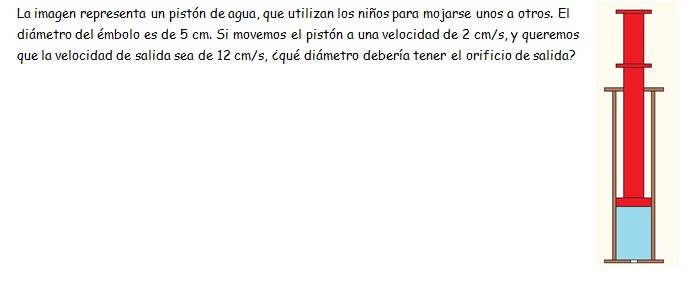 La imagen representa un pistón de agua, que utilizan los niños para mojarse unos a otros. El
diámetro del émbolo es de 5 cm. Si movemos el pistón a una velocidad de 2 cm/s, y queremos
que la velocidad de salida sea de 12 cm/s, ¿qué diámetro debería tener el orificio de salida?